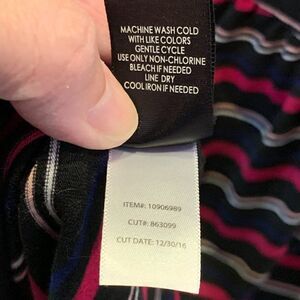 MACHINE WASH COLD
WITH LIKE COLORS
GENTLE CYCLE
USE ONLY NON-CHLORINE
BLEACH IF NEEDED
LINE DRY
COOL IRON IF NEEDED
ITEM#: 10906989
CUT#: 863099
CUT DATE: 12/30/16